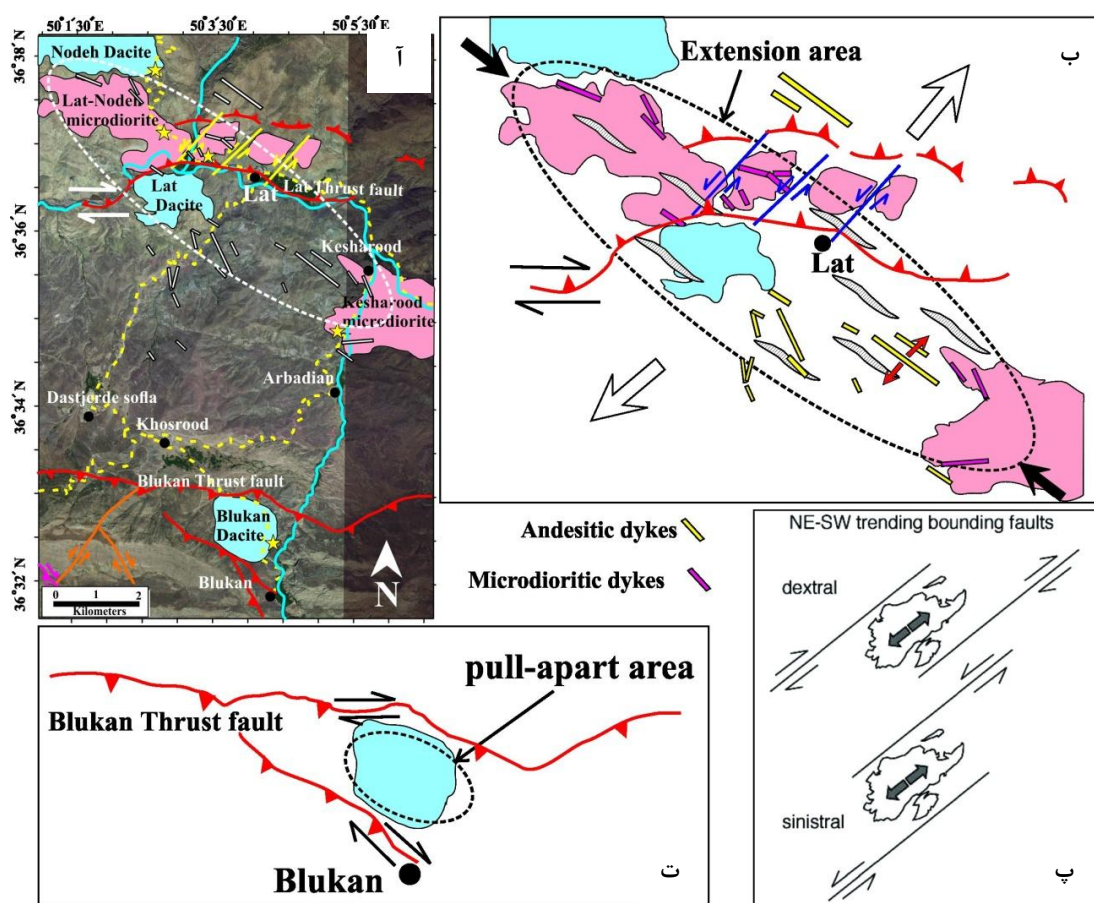 50°1′30″E
50°3′30″E
50°5′30″E
36°38′N
36°36′N
36°34′N
36°32′N
آ
Nodeh Dacite
Lat-Nodeh
microdiorite
Lat
Dacite
Lat
Lat Thrust fault
Kesharood
Kesharood
microdiorite
Arbadian
Dastjerde sofla
Khosrood
Blukan Thrust fault
Blukan
Dacite
Blukan
0 1 2
Kilometers
N
ب
Extension area
Lat
Andesitic dykes
Microdioritic dykes
NE-SW trending bounding faults
dextral
sinistral
پ
pull-apart area
Blukan Thrust fault
Blukan
ت